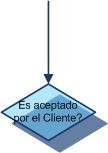 Es aceptado
por el Cliente?